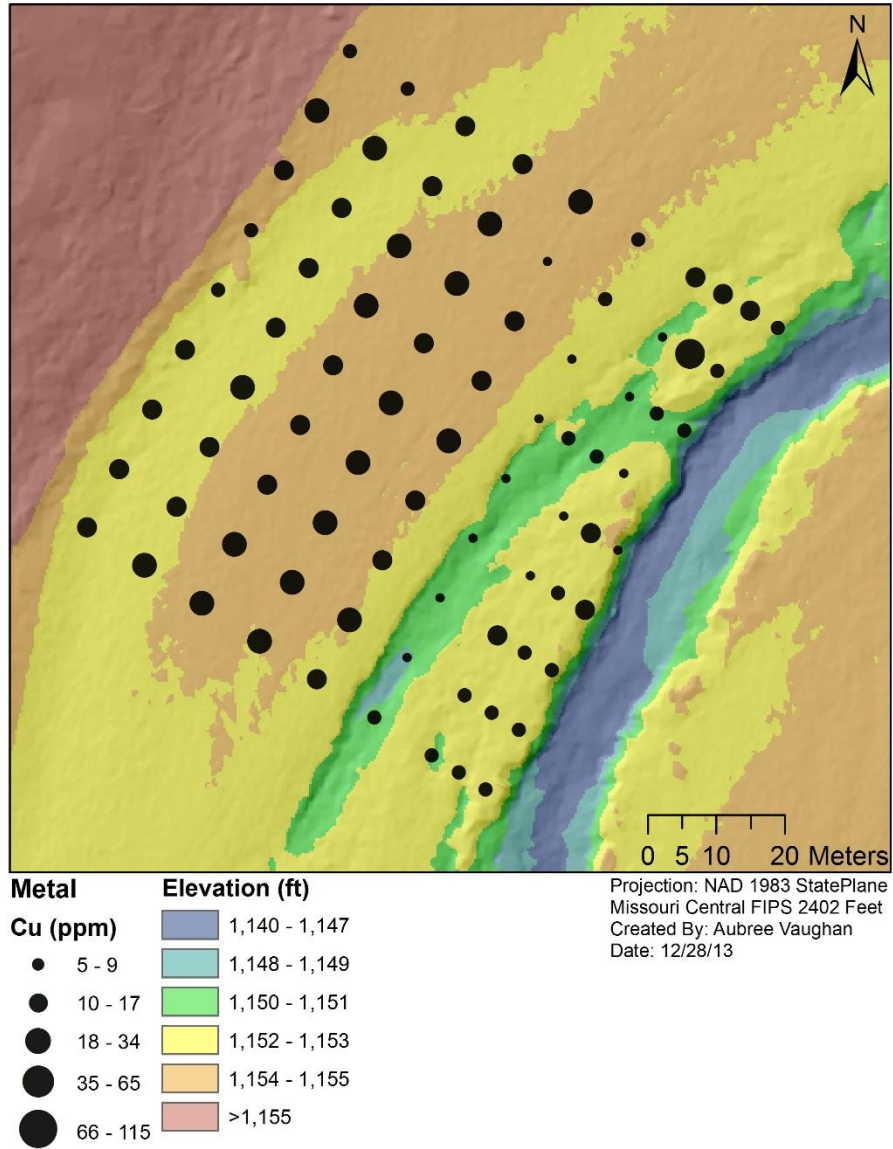 N
0 5 10 20 Meters
Metal
Cu (ppm)
5 - 9
10 - 17
18 - 34
35 - 65
66 - 115
Elevation (ft)
1,140 - 1,147
1,148 - 1,149
1,150 - 1,151
1,152 - 1,153
1,154 - 1,155
>1,155
Projection: NAD 1983 StatePlane
Missouri Central FIPS 2402 Feet
Created By: Aubree Vaughan
Date: 12/28/13